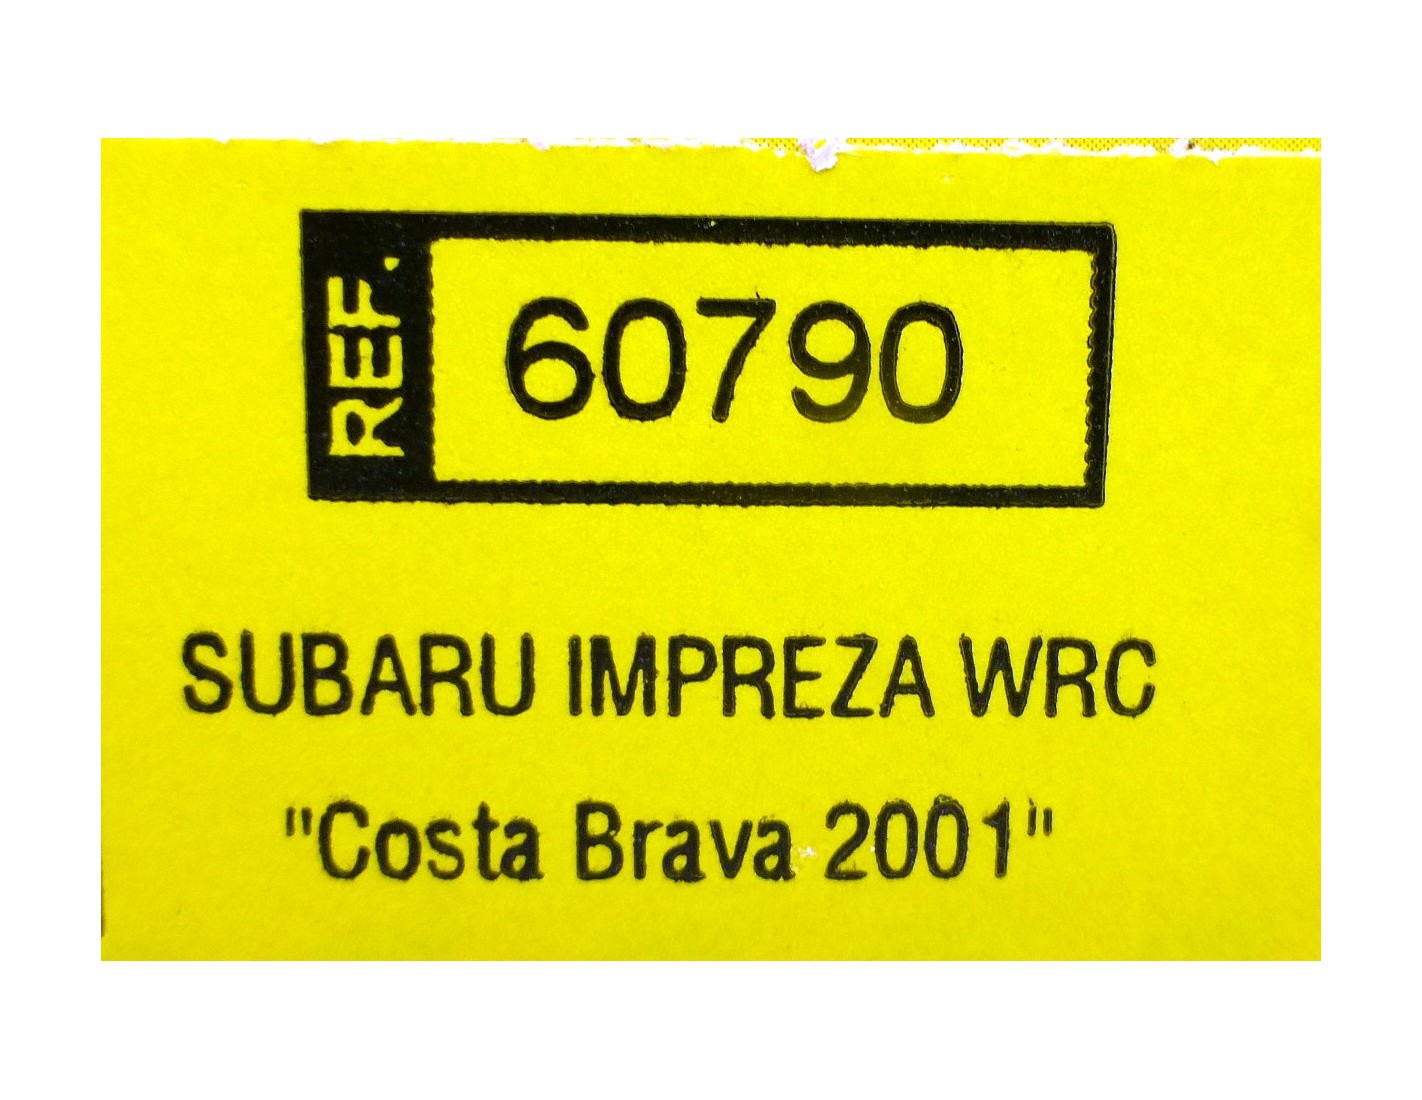 REF. 60790
SUBARU IMPREZA WRC
"Costa Brava 2001"